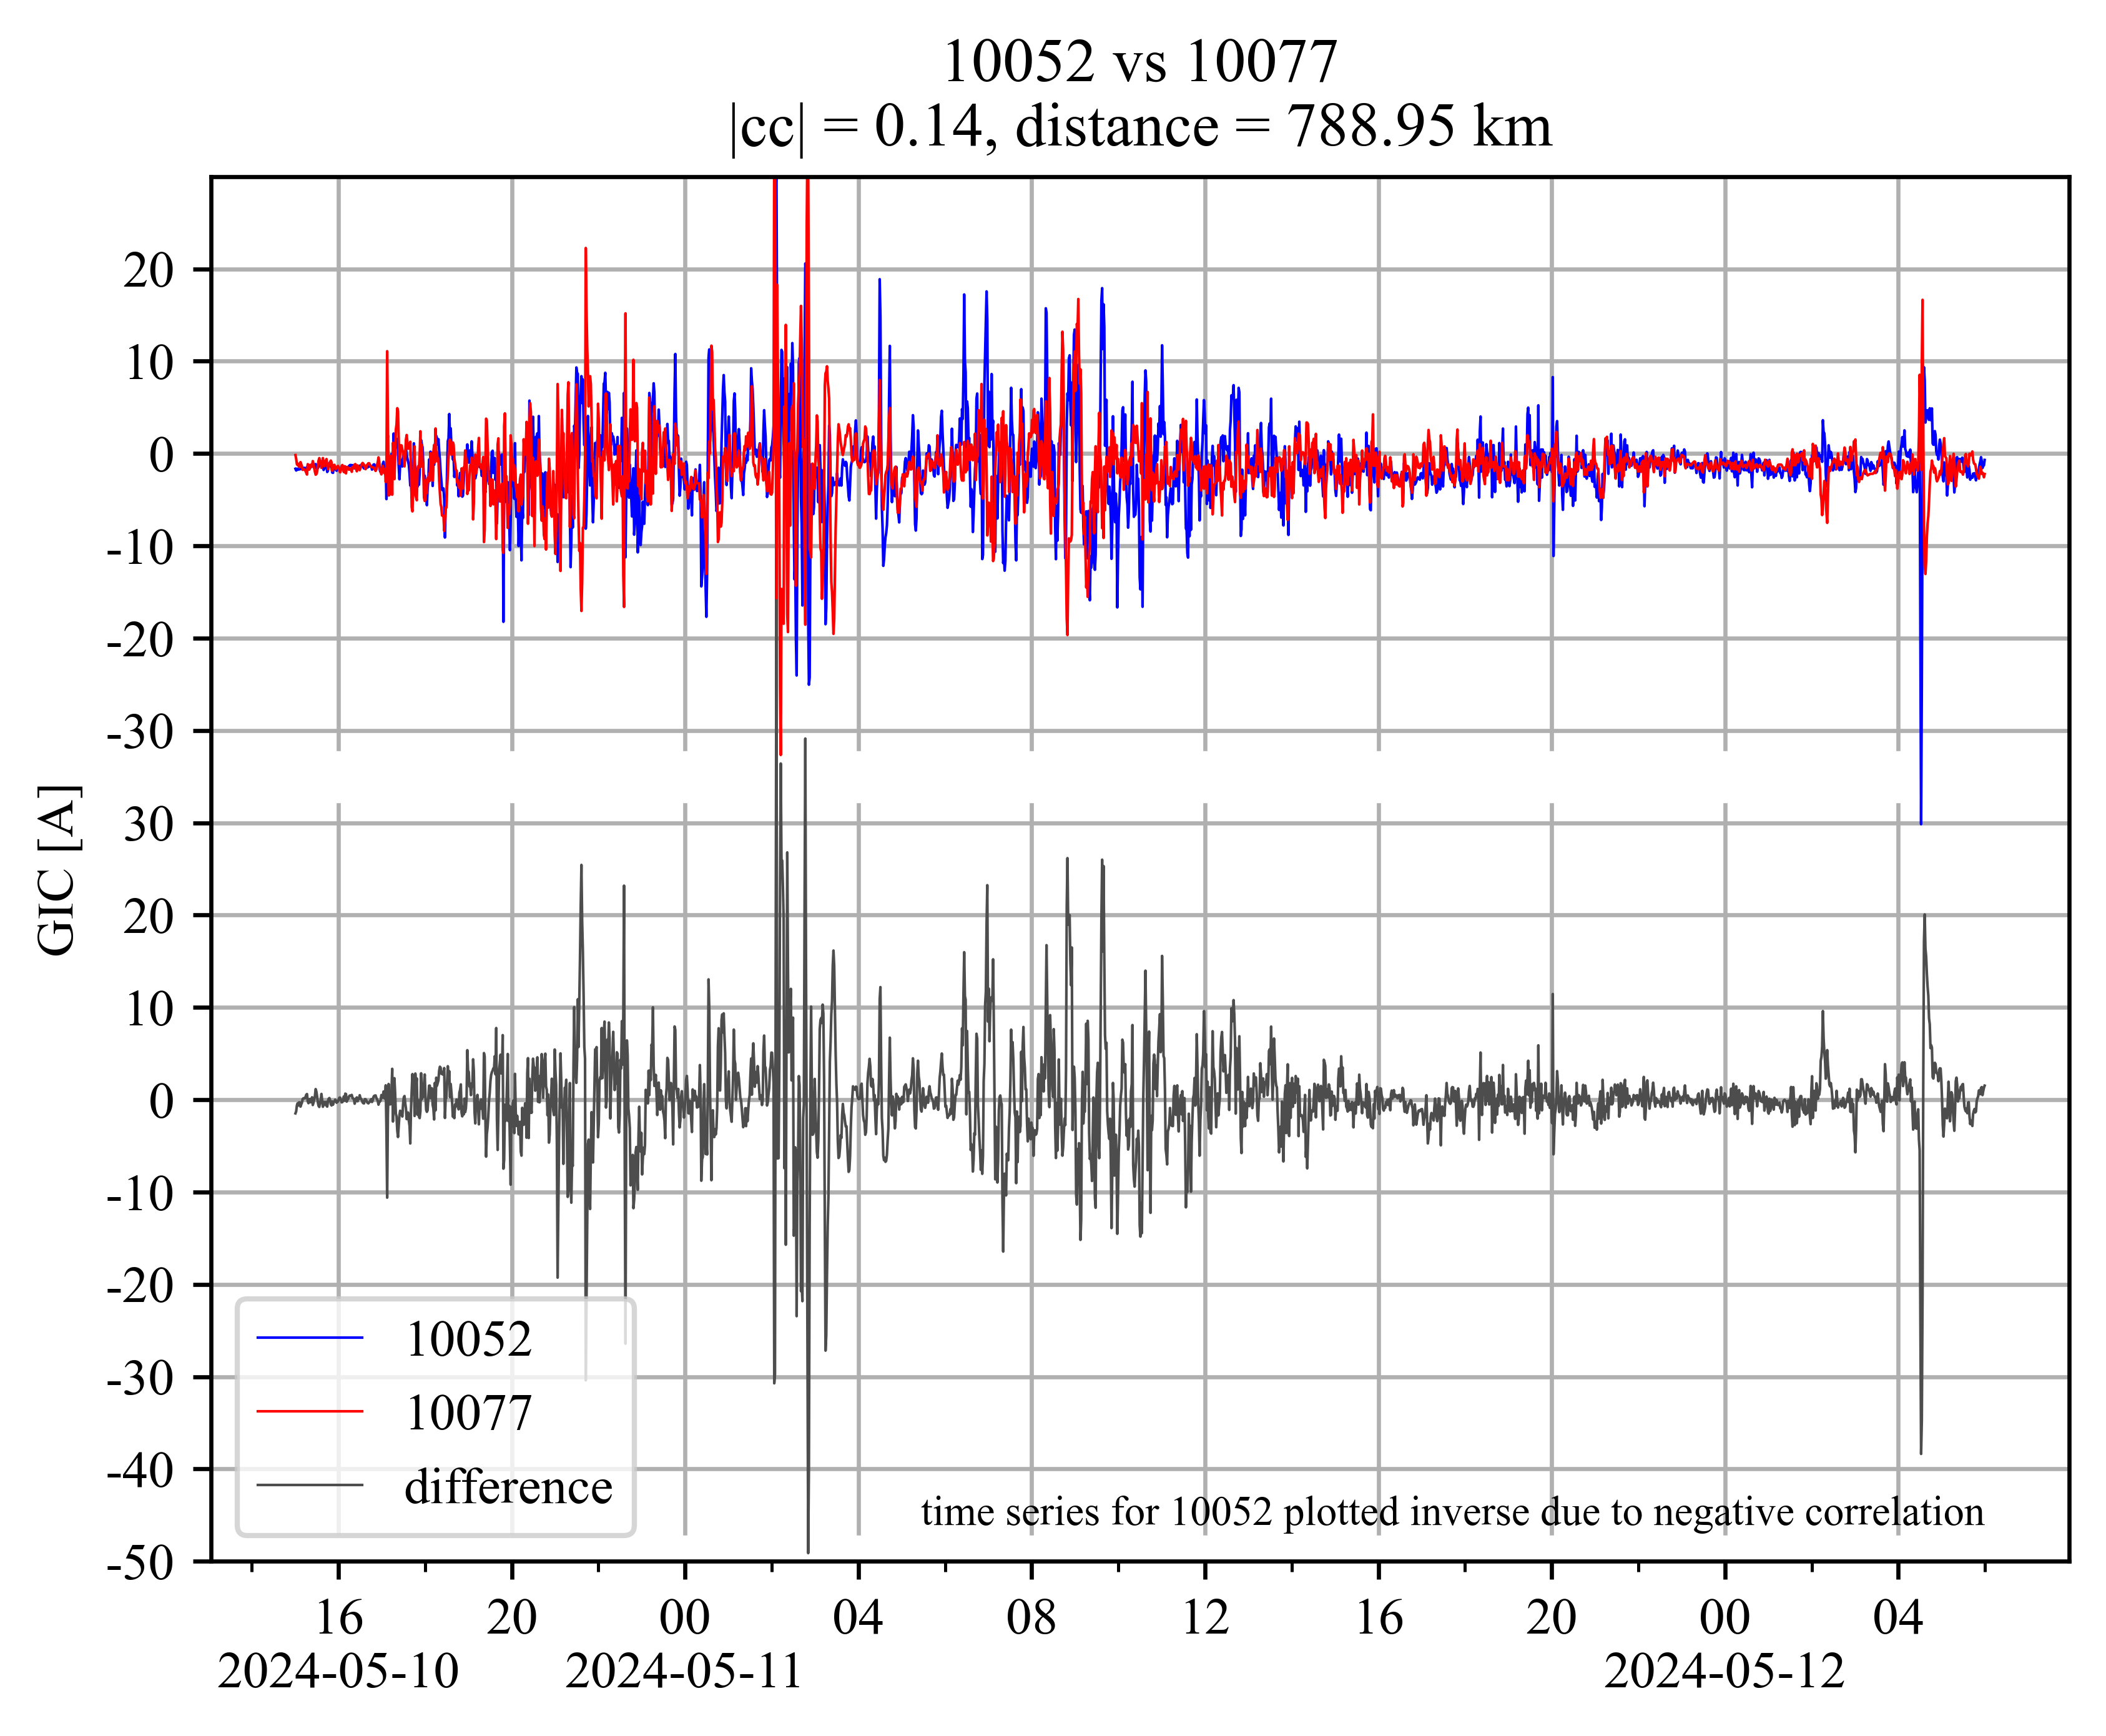 10052 vs 10077
|cc| = 0.14, distance = 788.95 km
GIC [A]
20
10
0
-10
-20
-30
30
20
10
0
-10
-20
-30
-40
-50
10052
10077
difference
time series for 10052 plotted inverse due to negative correlation
16 20 00 04 08 12 16 20 00 04
2024-05-10 2024-05-11 2024-05-12